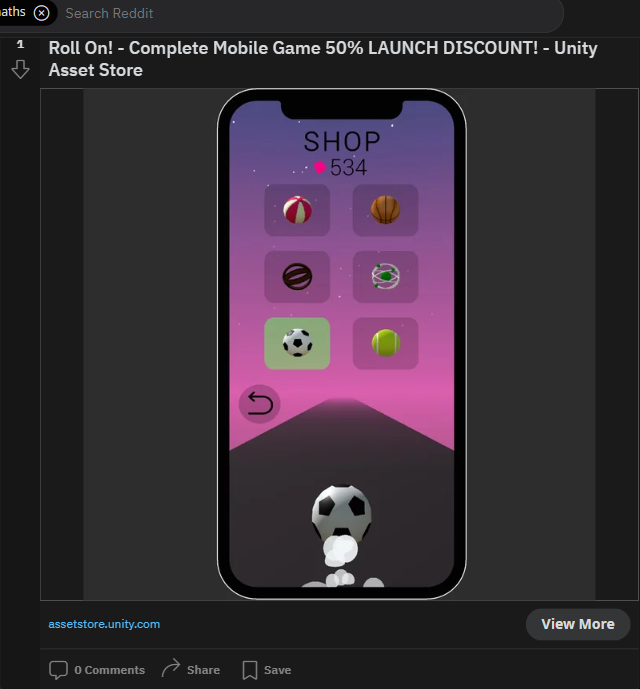 aths
Search Reddit
1
Roll On! - Complete Mobile Game 50% LAUNCH DISCOUNT! - Unity
Asset Store
SHOP
534
assetstore.unity.com
View More
0 Comments
Share
Save